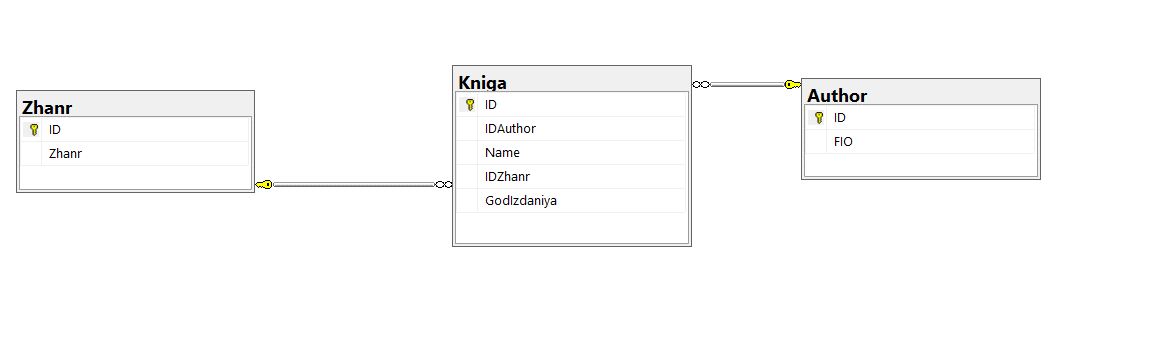 Zhanr
ID
Zhanr
Kniga
ID
IDAuthor
Name
IDZhanr
GodIzdaniya
Author
ID
FIO